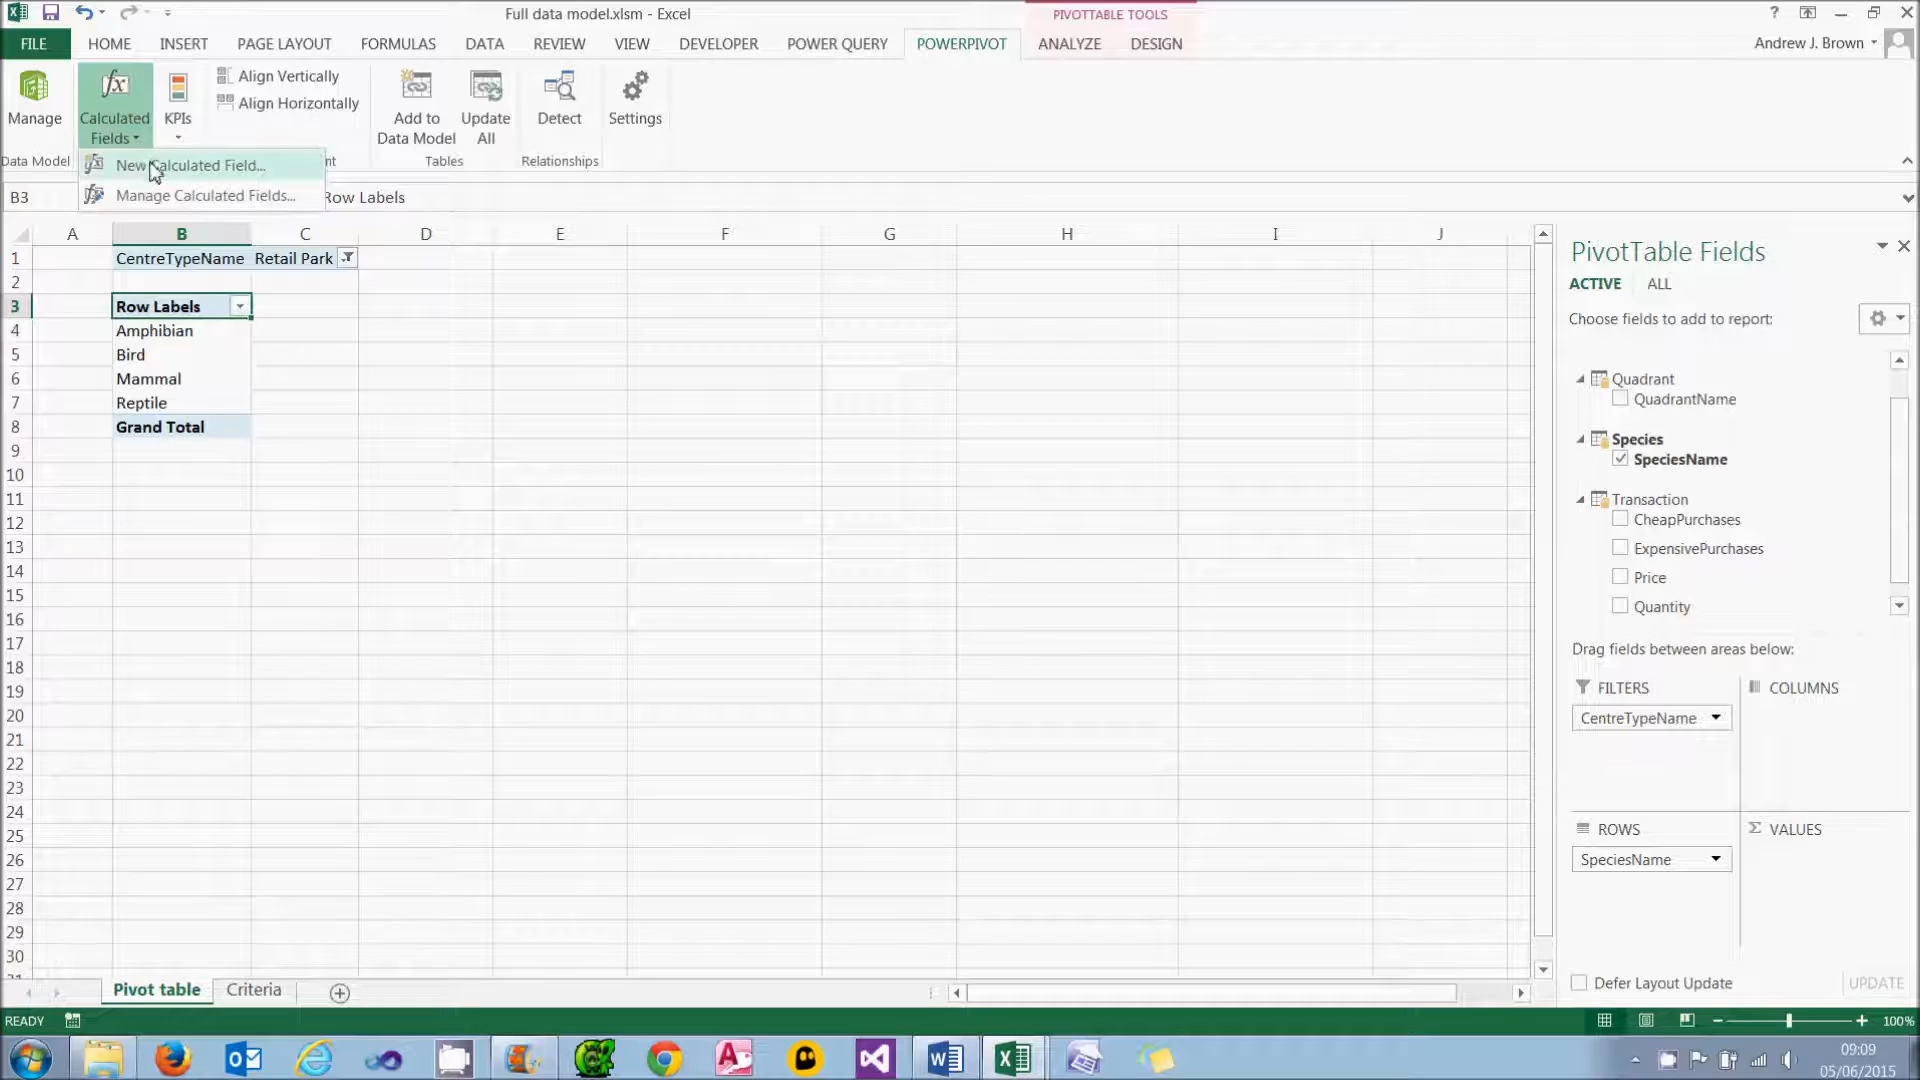 Full data model.xlsm - Excel
PIVOTTABLE TOOLS
?
FILE HOME INSERT PAGE LAYOUT FORMULAS DATA REVIEW VIEW DEVELOPER POWER QUERY POWERPIVOT ANALYZE DESIGN Andrew J. Brown
Manage
Calculated Fields
KPIs
Align Vertically
Align Horizontally
Add to Data Model
Update All
Detect
Settings
Data Model
nt
Tables
Relationships
New Calculated Field...
Manage Calculated Fields...
B3
Row Labels
A B C D E F G H I J
1 CentreTypeName Retail Park
2
3 Row Labels
4 Amphibian
5 Bird
6 Mammal
7 Reptile
8 Grand Total
9
10
11
12
13
14
15
16
17
18
19
20
21
22
23
24
25
26
27
28
29
30
PivotTable Fields
ACTIVE ALL
Choose fields to add to report:
Quadrant
QuadrantName
Species
SpeciesName
Transaction
CheapPurchases
ExpensivePurchases
Price
Quantity
Drag fields between areas below:
FILTERS
COLUMNS
CentreTypeName
ROWS
VALUES
SpeciesName
Defer Layout Update
UPDATE
Pivot table Criteria
READY
100%
09:09
05/06/2015